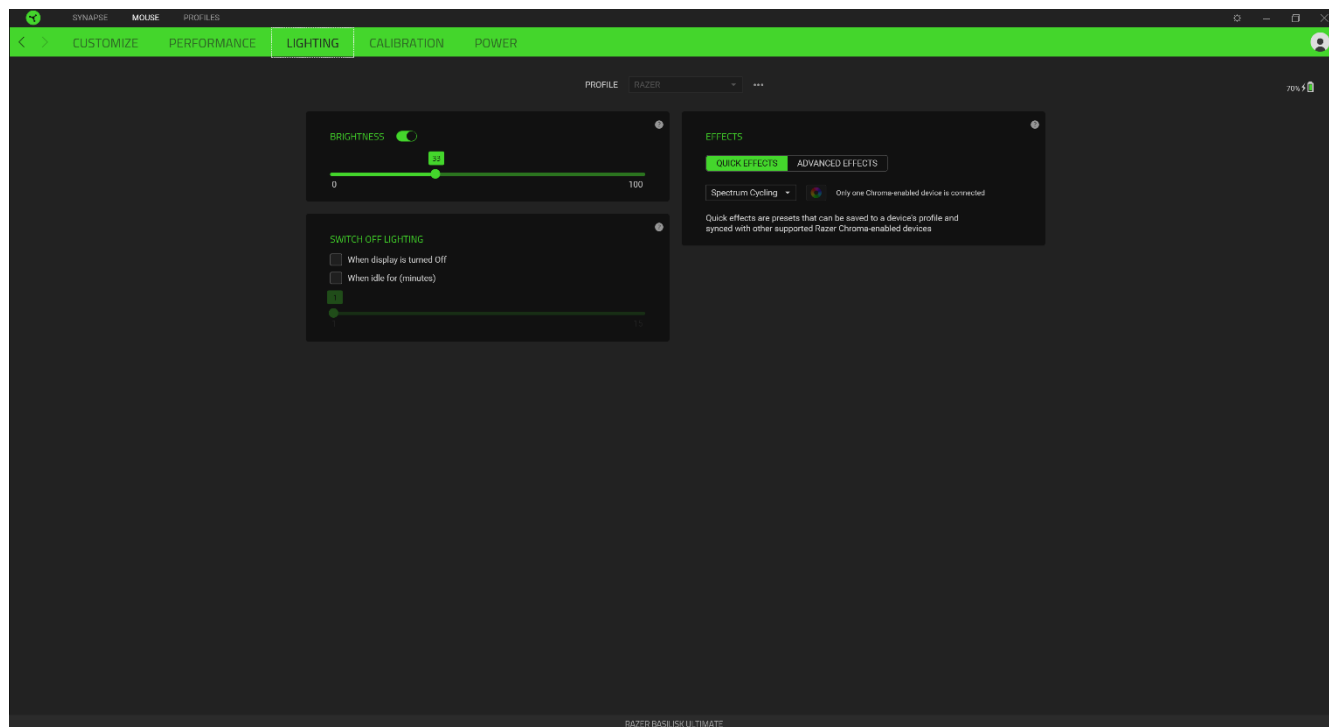 SYNAPSE MOUSE PROFILES
CUSTOMIZE PERFORMANCE LIGHTING CALIBRATION POWER
PROFILE RAZER
70%
BRIGHTNESS
33
0 100
SWITCH OFF LIGHTING
When display is turned Off
When idle for (minutes)
1
1 15
EFFECTS
QUICK EFFECTS ADVANCED EFFECTS
Spectrum Cycling Only one Chroma-enabled device is connected
Quick effects are presets that can be saved to a device's profile and
synced with other supported Razer Chroma-enabled devices
RAZER BASILISK ULTIMATE